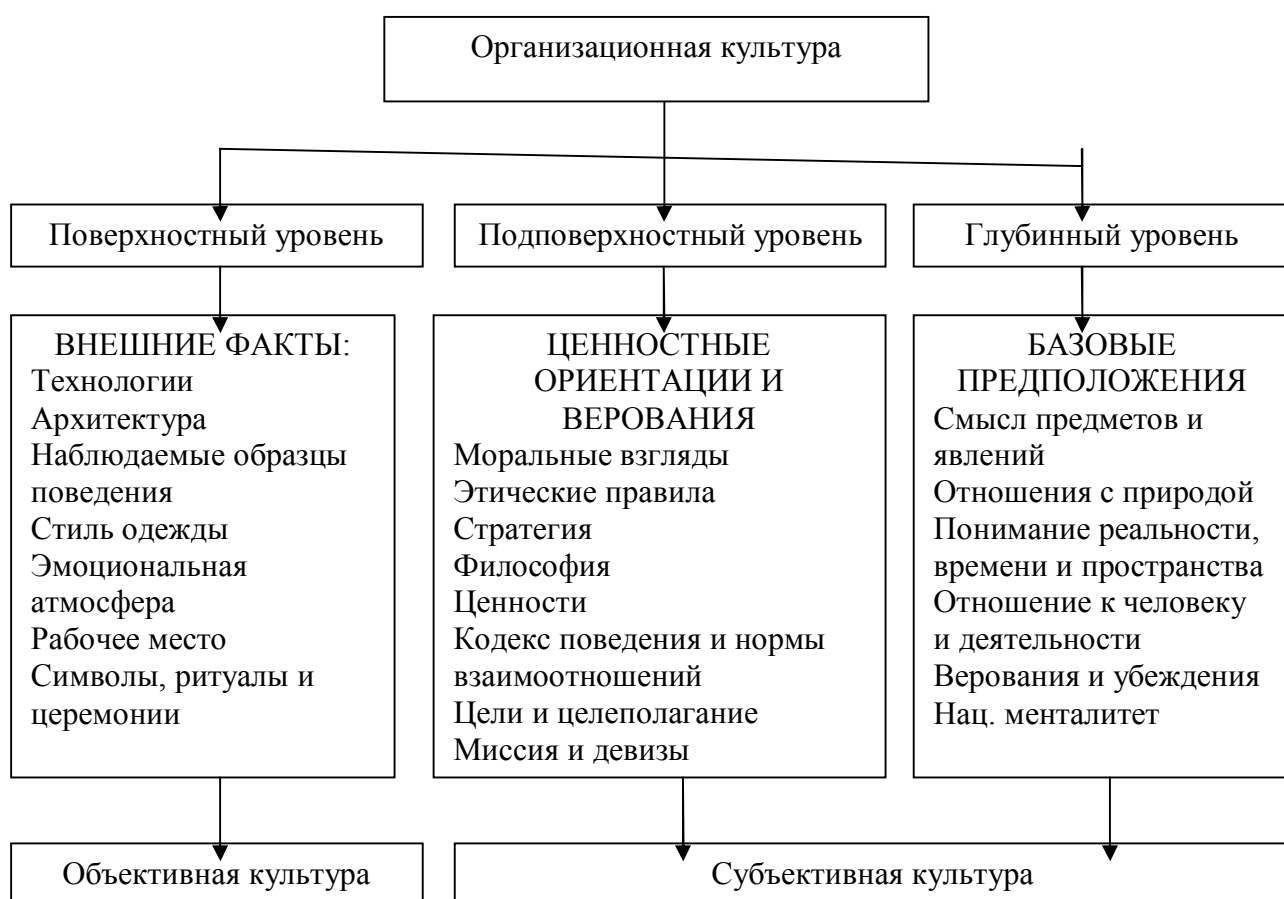 Организационная культура
Поверхностный уровень
Подповерхностный уровень
Глубинный уровень
ВНЕШНИЕ ФАКТЫ:
Технологии
Архитектура
Наблюдаемые образцы
поведения
Стиль одежды
Эмоциональная
атмосфера
Рабочее место
Символы, ритуалы и
церемонии
ЦЕННОСТНЫЕ
ОРИЕНТАЦИИ И
ВЕРОВАНИЯ
Моральные взгляды
Этические правила
Стратегия
Философия
Ценности
Кодекс поведения и нормы
взаимоотношений
Цели и целеполагание
Миссия и девизы
БАЗОВЫЕ
ПРЕДПОЛОЖЕНИЯ
Смысл предметов и
явлений
Отношения с природой
Понимание реальности,
времени и пространства
Отношение к человеку
и деятельности
Верования и убеждения
Нац. менталитет
Объективная культура
Субъективная культура